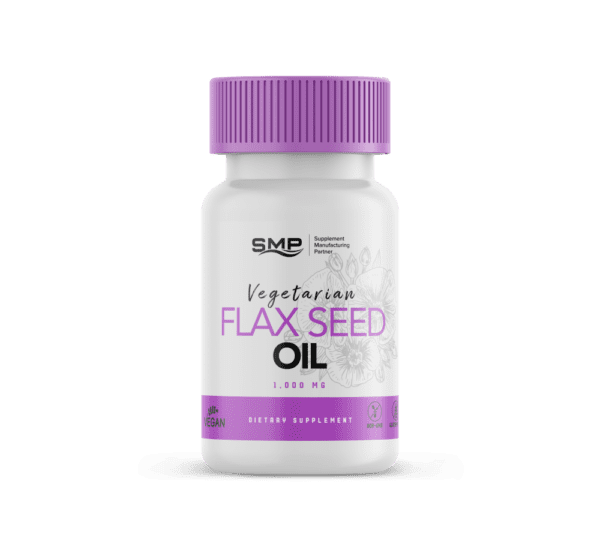 SMP
Supplement
Manufacturing
Partner
Vegetarian
FLAX SEED
OIL
1,000 MG
VEGAN
DIETARY SUPPLEMENT